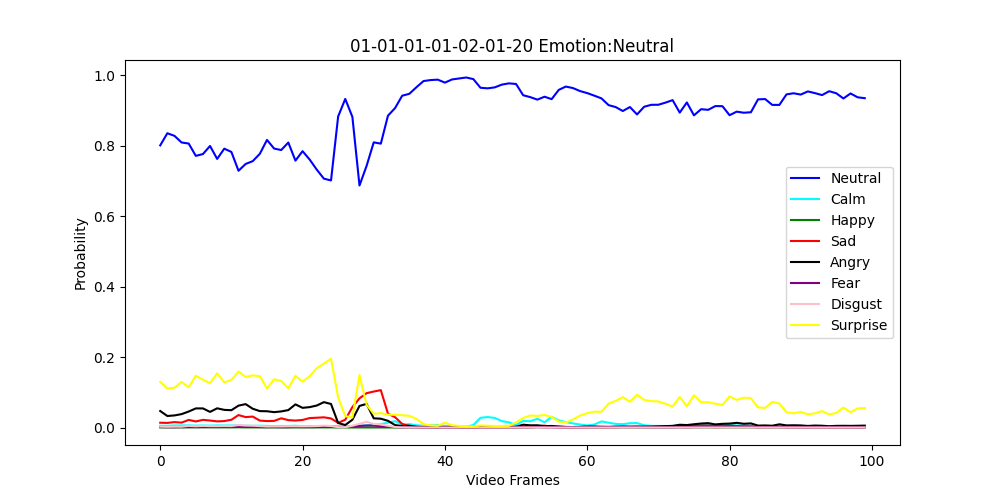 01-01-01-01-02-01-20 Emotion:Neutral
Probability
1.0
0.8
0.6
0.4
0.2
0.0
Neutral
Calm
Happy
Sad
Angry
Fear
Disgust
Surprise
0
20
40
60
80
100
Video Frames